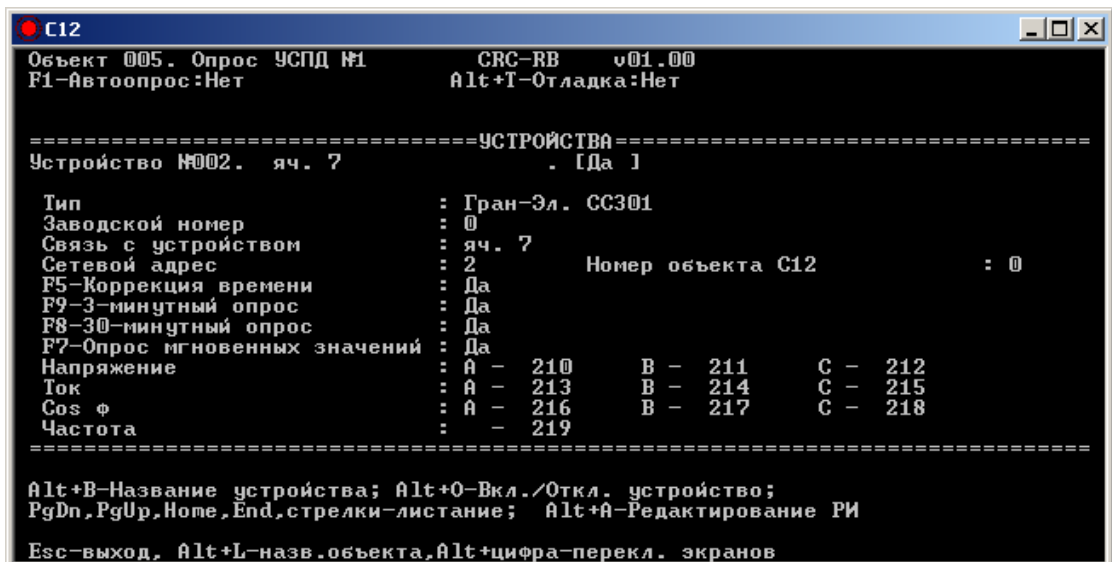 C12
Объект 005. Опрос УСПД №1 CRC-RB v01.00
F1-Автоопрос:Нет Alt+T-Отладка:Нет
=================================УСТРОЙСТВА===================================
Устройство №002. яч. 7 . [Да ]
Тип : Гран-Эл. СС301
Заводской номер : 0
Связь с устройством : яч. 7
Сетевой адрес : 2 Номер объекта С12 : 0
F5-Коррекция времени : Да
F9-3-минутный опрос : Да
F8-30-минутный опрос : Да
F7-Опрос мгновенных значений : Да
Напряжение : A - 210 B - 211 C - 212
Ток : A - 213 B - 214 C - 215
Cos φ : A - 216 B - 217 C - 218
Частота : - 219
==============================================================================
Alt+B-Название устройства; Alt+O-Вкл./Откл. устройство;
PgDn,PgUp,Home,End,стрелки-листание; Alt+A-Редактирование РИ
Esc-выход, Alt+L-назв.объекта,Alt+цифра-перекл. экранов